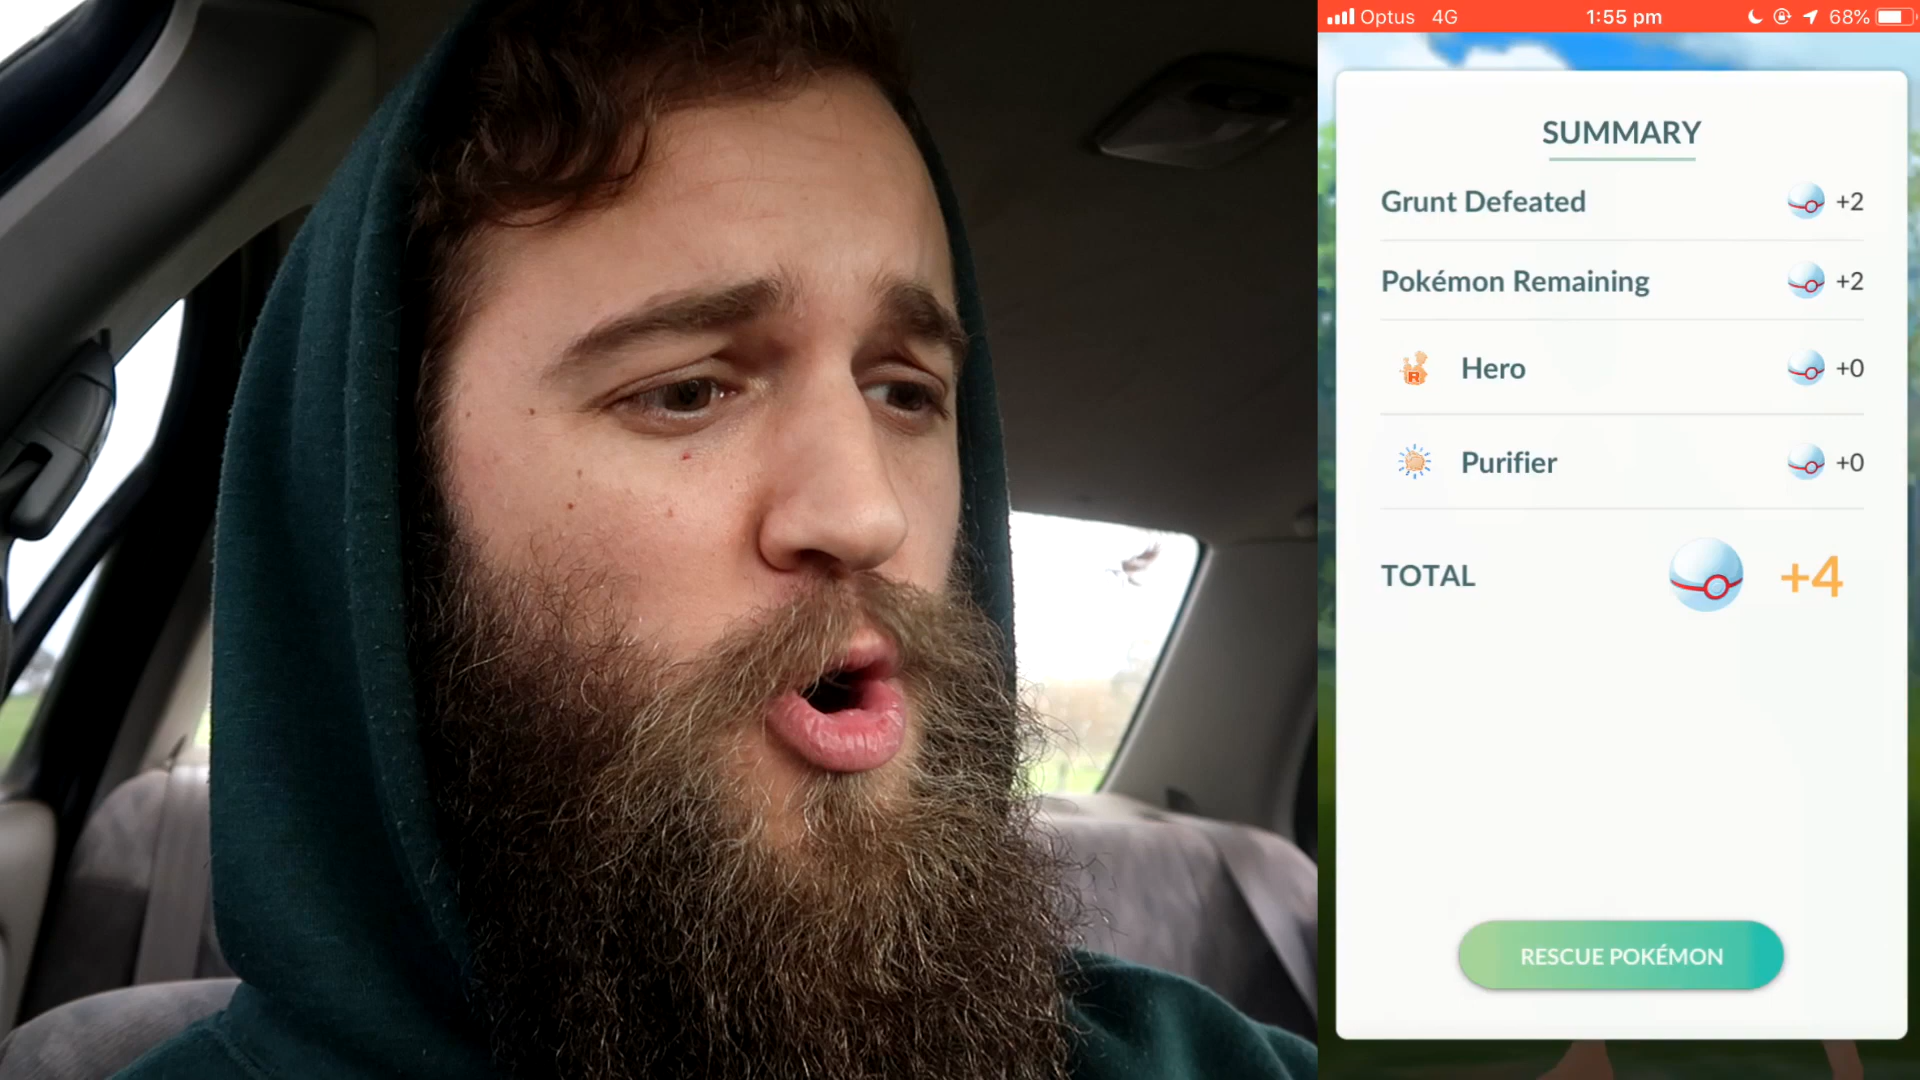 Optus 4G 1:55 pm 68%
SUMMARY
Grunt Defeated +2
Pokémon Remaining +2
R Hero +0
Purifier +0
TOTAL +4
RESCUE POKÉMON